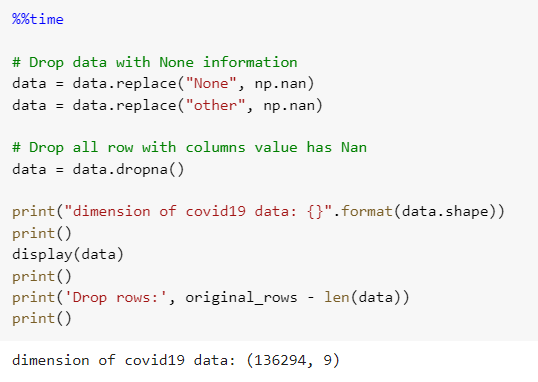 %%time
# Drop data with None information
data = data.replace("None", np.nan)
data = data.replace("other", np.nan)
# Drop all row with columns value has Nan
data = data.dropna()
print("dimension of covid19 data: {}".format(data.shape))
print()
display(data)
print()
print('Drop rows:', original_rows - len(data))
print()
dimension of covid19 data: (136294, 9)